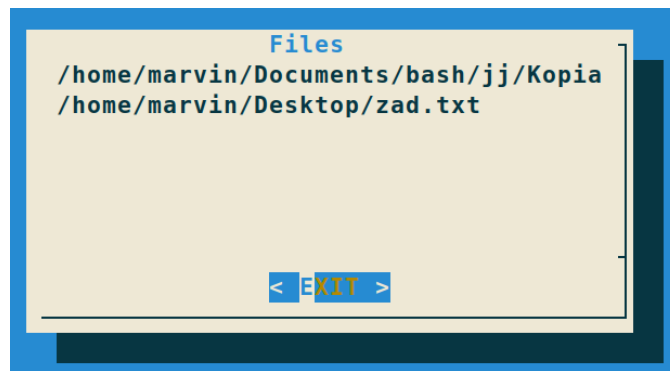 Files
/home/marvin/Documents/bash/jj/Kopia
/home/marvin/Desktop/zad.txt
< EXIT >